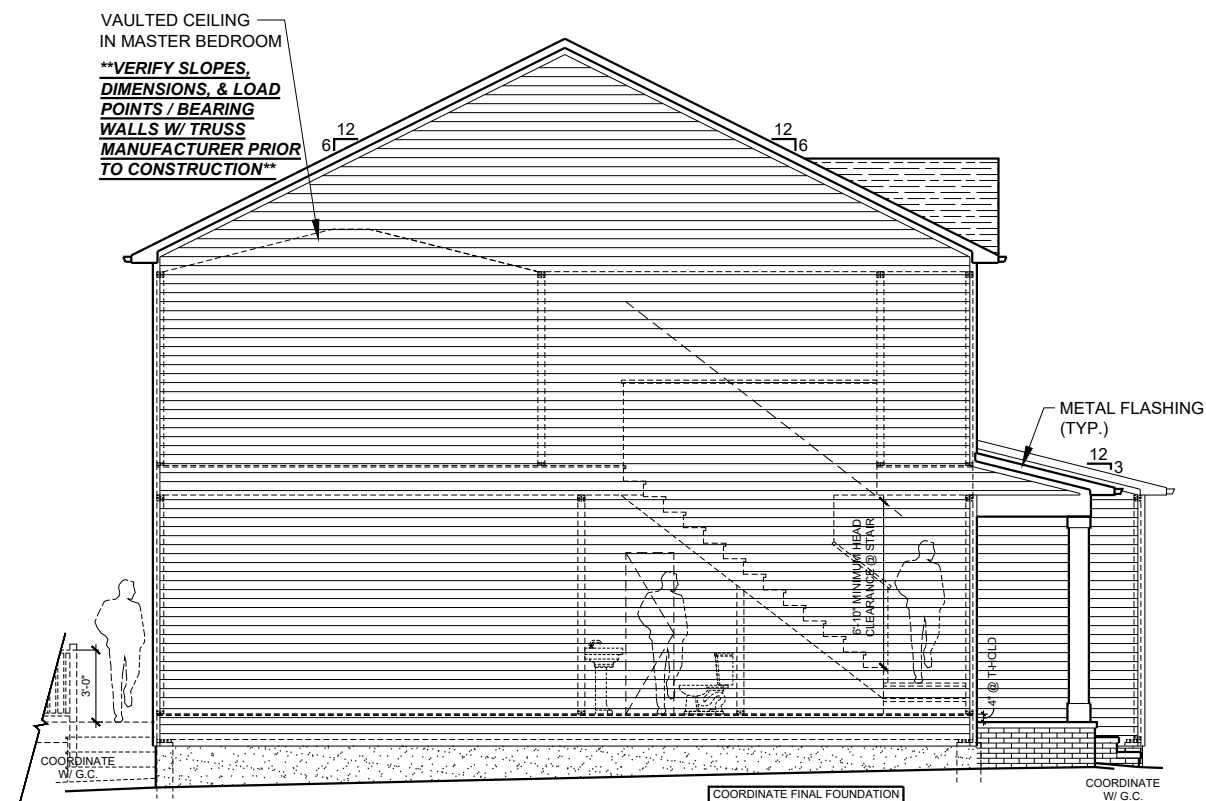 VAULTED CEILING
IN MASTER BEDROOM
**VERIFY SLOPES,
DIMENSIONS, & LOAD
POINTS / BEARING
WALLS W/ TRUSS
MANUFACTURER PRIOR
TO CONSTRUCTION**
12
6
12
6
METAL FLASHING
(TYP.)
12
3
6'-10" MINIMUM HEAD
CLEARANCE @ STAIR
3'-0"
4" @ T-HOLD
COORDINATE
W/ G.C.
COORDINATE FINAL FOUNDATION
COORDINATE
W/ G.C.